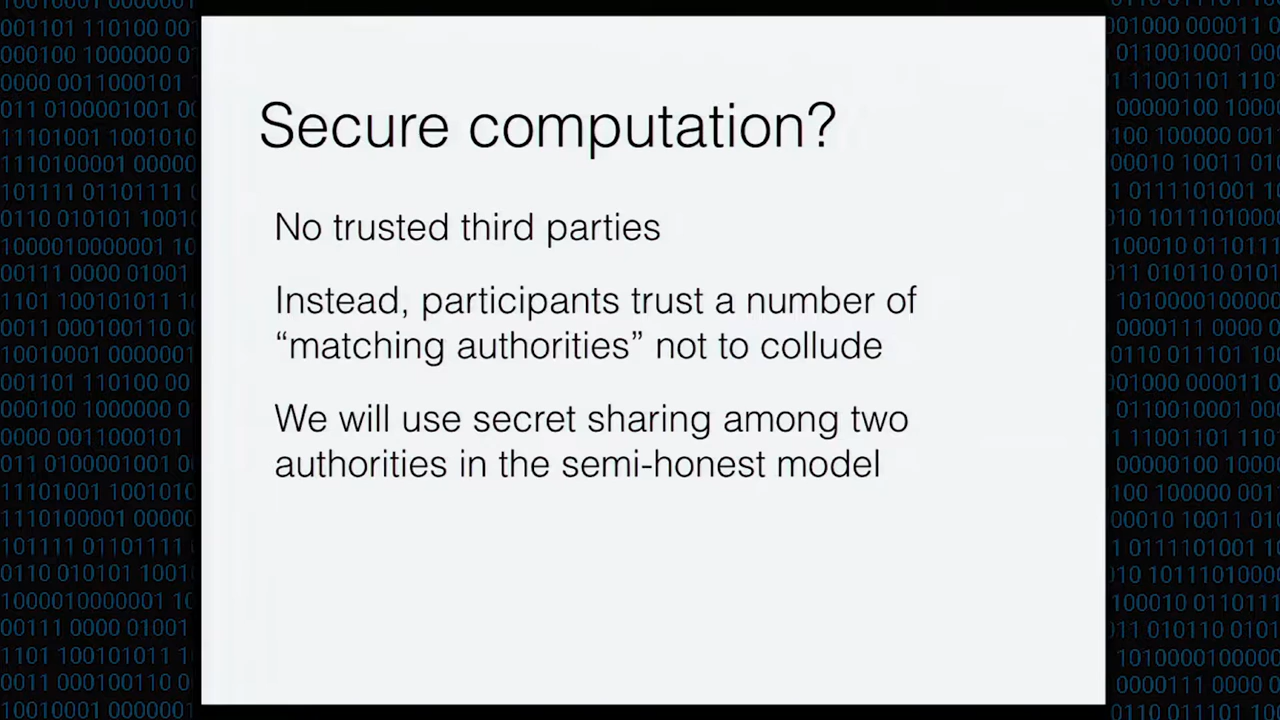 Secure computation?
No trusted third parties
Instead, participants trust a number of
“matching authorities” not to collude
We will use secret sharing among two
authorities in the semi-honest model